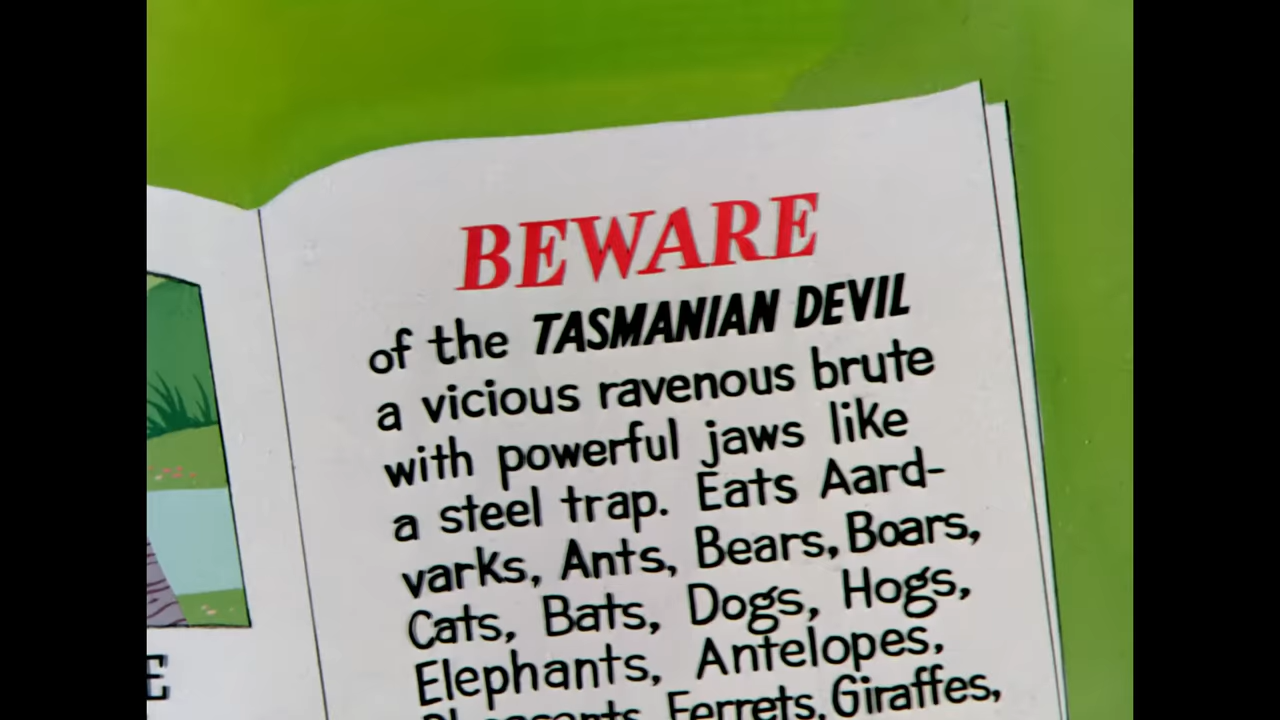 BEWARE
of the TASMANIAN DEVIL
a vicious ravenous brute
with powerful jaws like
a steel trap. Eats Aard-
varks, Ants, Bears, Boars,
Cats, Bats, Dogs, Hogs,
Elephants, Antelopes,
Ferrets, Giraffes,
E